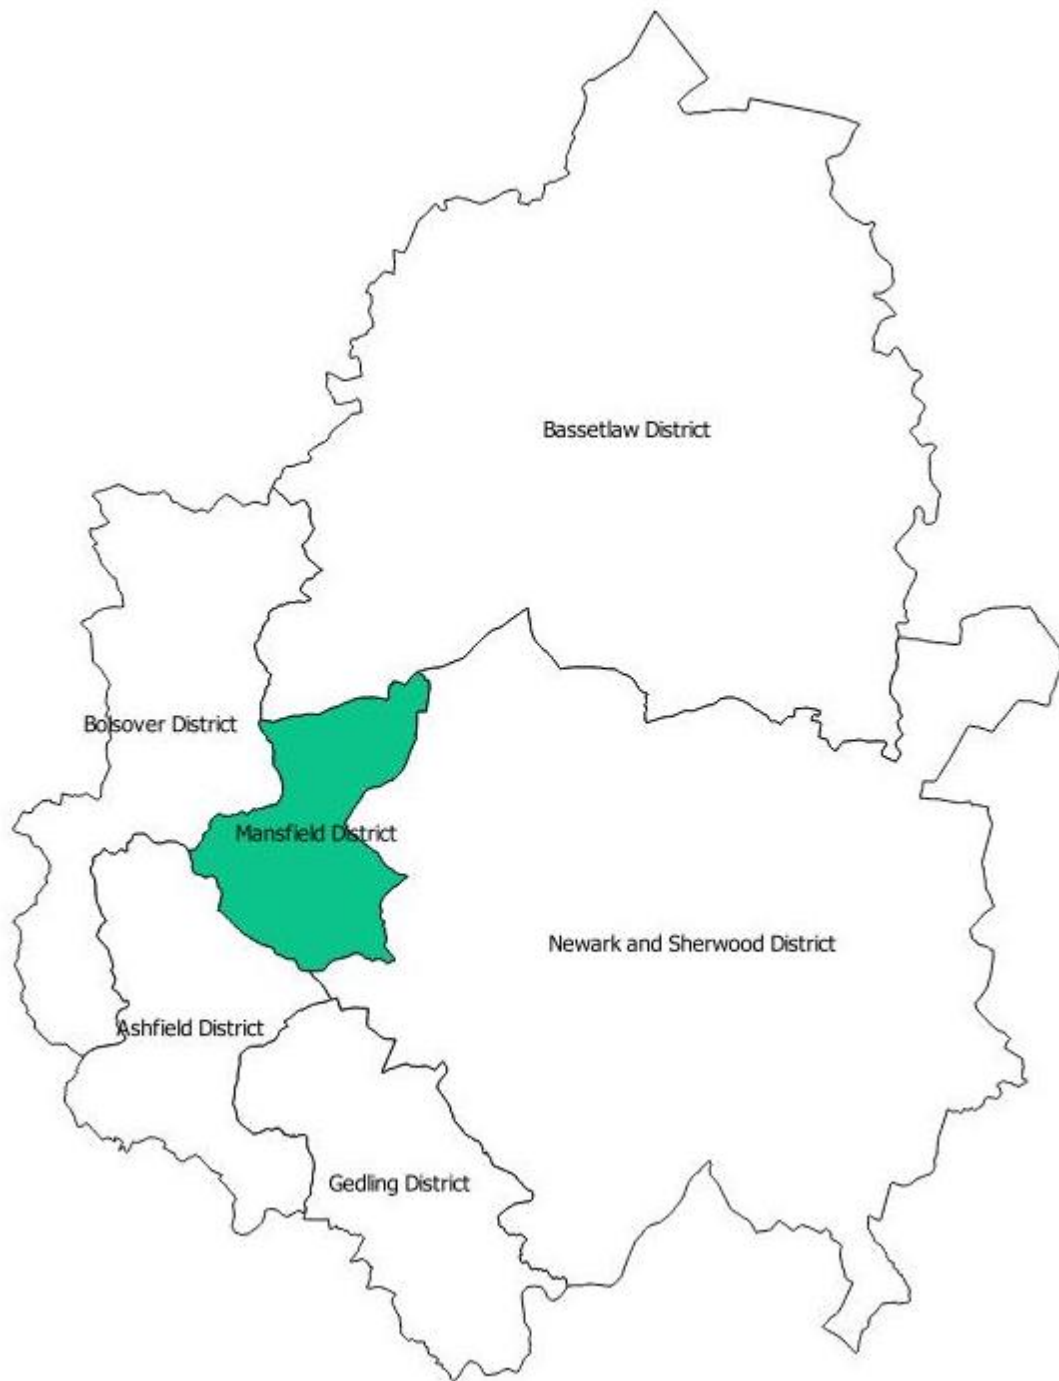 Bassetlaw District
Bolsover District
Mansfield District
Newark and Sherwood District
Ashfield District
Gedling District